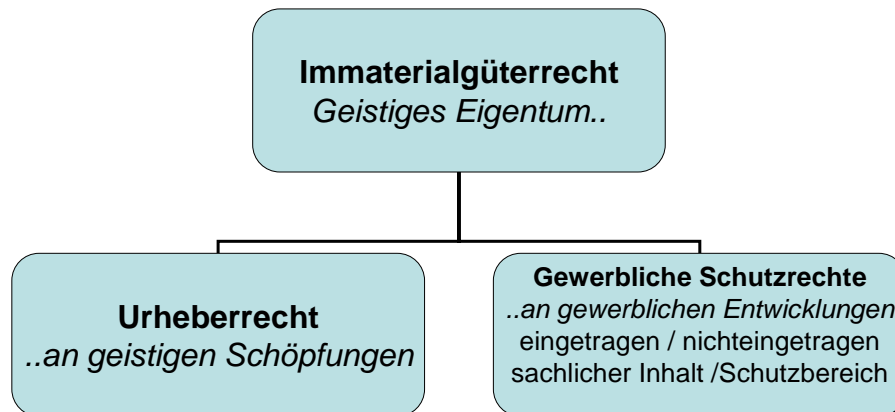 Immaterialgüterrecht
Geistiges Eigentum..
Urheberrecht
..an geistigen Schöpfungen
Gewerbliche Schutzrechte
..an gewerblichen Entwicklungen
eingetragen / nichteingetragen
sachlicher Inhalt /Schutzbereich